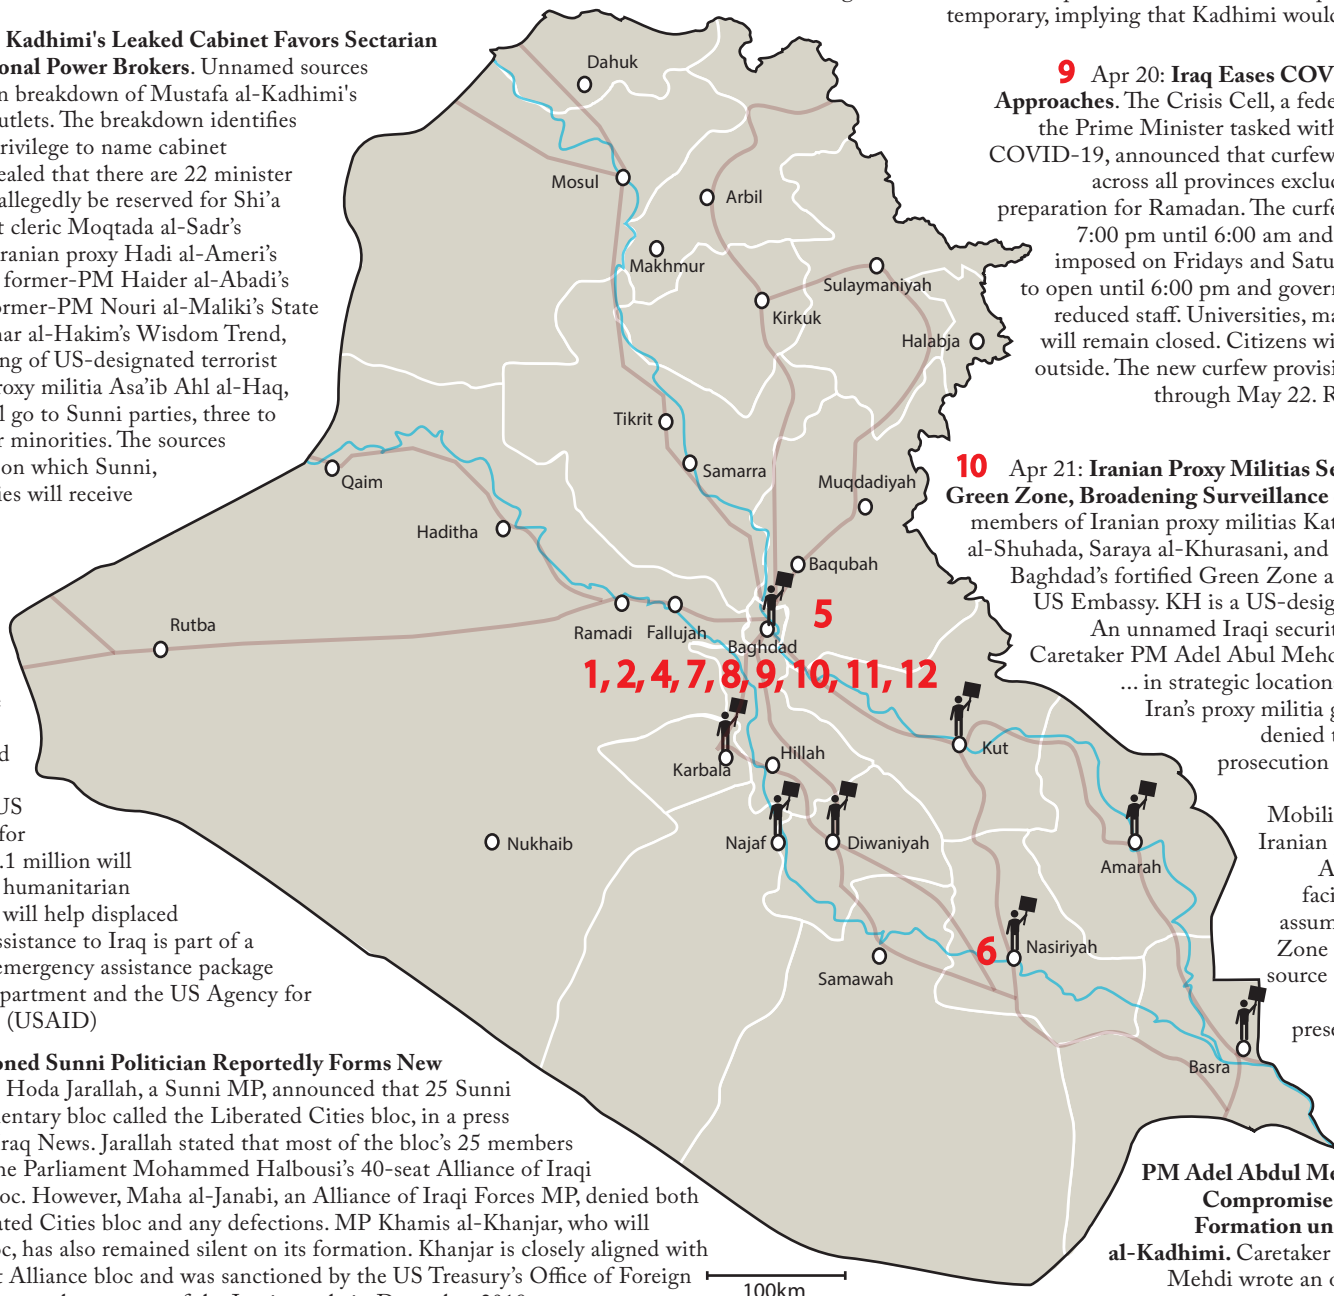 temporary, implying that Kadhimi would
Kadhimi's Leaked Cabinet Favors Sectarian
onal Power Brokers. Unnamed sources
n breakdown of Mustafa al-Kadhimi's
utlets. The breakdown identifies
rivilege to name cabinet
ealed that there are 22 minister
allegedly be reserved for Shi’a
t cleric Moqtada al-Sadr’s
ranian proxy Hadi al-Ameri’s
former-PM Haider al-Abadi’s
ormer-PM Nouri al-Maliki’s State
ar al-Hakim’s Wisdom Trend,
ng of US-designated terrorist
roxy militia Asa’ib Ahl al-Haq,
l go to Sunni parties, three to
r minorities. The sources
on which Sunni,
ies will receive
d
US
for
.1 million will
humanitarian
will help displaced
ssistance to Iraq is part of a
emergency assistance package
partment and the US Agency for
(USAID)
oned Sunni Politician Reportedly Forms New
Hoda Jarallah, a Sunni MP, announced that 25 Sunni
entary bloc called the Liberated Cities bloc, in a press
raq News. Jarallah stated that most of the bloc’s 25 members
he Parliament Mohammed Halbousi’s 40-seat Alliance of Iraqi
oc. However, Maha al-Janabi, an Alliance of Iraqi Forces MP, denied both
ated Cities bloc and any defections. MP Khamis al-Khanjar, who will
oc, has also remained silent on its formation. Khanjar is closely aligned with
t Alliance bloc and was sanctioned by the US Treasury’s Office of Foreign
Dahuk
Mosul
Arbil
Makhmur
Sulaymaniyah
Kirkuk
Halabja
Tikrit
Samarra
Qaim
Muqdadiyah
Haditha
Baqubah
5
Rutba
Ramadi
Fallujah
Baghdad
1, 2, 4, 7, 8, 9, 10, 11, 12
Kut
Hillah
Karbala
Nukhaib
Najaf
Diwaniyah
Amarah
6
Nasiriyah
Samawah
Basra
100km
9 Apr 20: Iraq Eases COV
Approaches. The Crisis Cell, a fede
the Prime Minister tasked with
COVID-19, announced that curfew
across all provinces exclu
preparation for Ramadan. The curfe
7:00 pm until 6:00 am and
imposed on Fridays and Satu
to open until 6:00 pm and govern
reduced staff. Universities, ma
will remain closed. Citizens wi
outside. The new curfew provisi
through May 22. R
10 Apr 21: Iranian Proxy Militias Se
Green Zone, Broadening Surveillance
members of Iranian proxy militias Kat
al-Shuhada, Saraya al-Khurasani, and
Baghdad’s fortified Green Zone a
US Embassy. KH is a US-desig
An unnamed Iraqi securit
Caretaker PM Adel Abul Mehd
... in strategic location
Iran’s proxy militia g
denied t
prosecution
Mobili
Iranian
A
faci
assum
Zone
source
prese
PM Adel Abdul Me
Compromise
Formation un
al-Kadhimi. Caretaker
Mehdi wrote an o